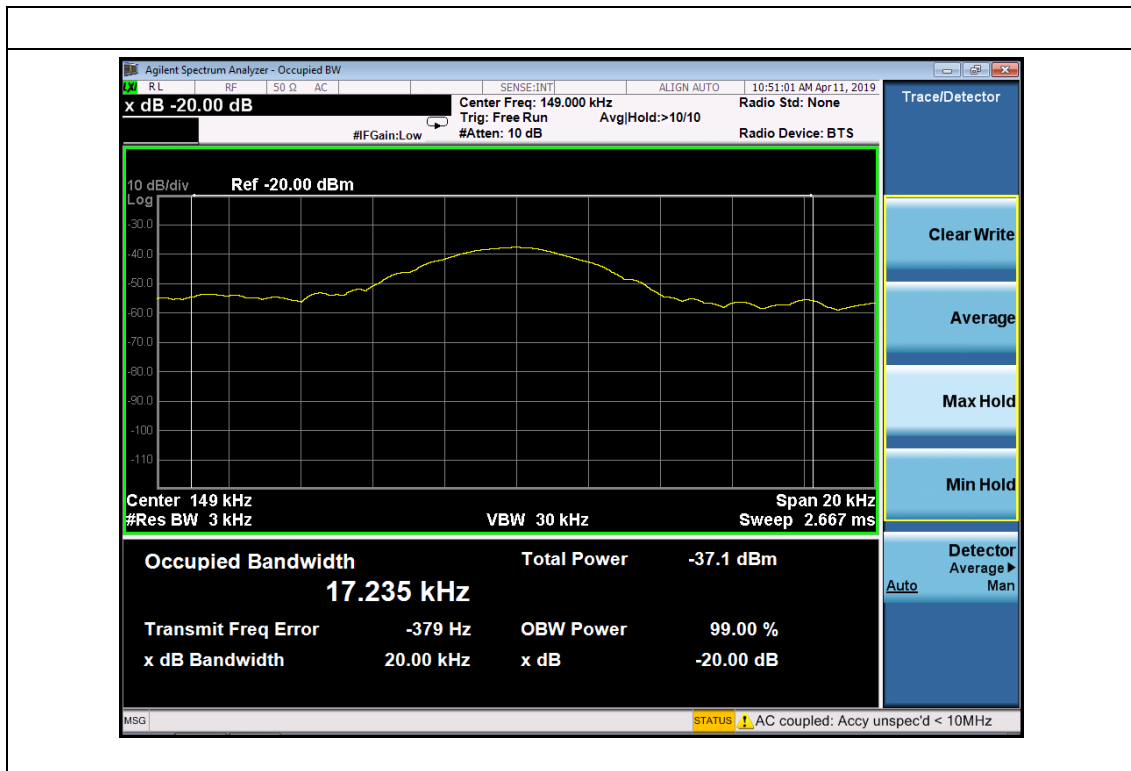 Agilent Spectrum Analyzer - Occupied BW
LXI RL RF 50 Ω AC SENSE:INT ALIGN AUTO 10:51:01 AM Apr 11, 2019
x dB -20.00 dB
Center Freq: 149.000 kHz Radio Std: None
Trig: Free Run Avg|Hold:>10/10
#IFGain:Low #Atten: 10 dB Radio Device: BTS
10 dB/div Ref -20.00 dBm
Log
-30.0
-40.0
-50.0
-60.0
-70.0
-80.0
-90.0
-100
-110
Center 149 kHz Span 20 kHz
#Res BW 3 kHz VBW 30 kHz Sweep 2.667 ms
Occupied Bandwidth Total Power -37.1 dBm
17.235 kHz
Transmit Freq Error -379 Hz OBW Power 99.00 %
x dB Bandwidth 20.00 kHz x dB -20.00 dB
Trace/Detector
Clear Write
Average
Max Hold
Min Hold
Detector
Average
Auto Man
MSG STATUS AC coupled: Accy unspec'd < 10MHz